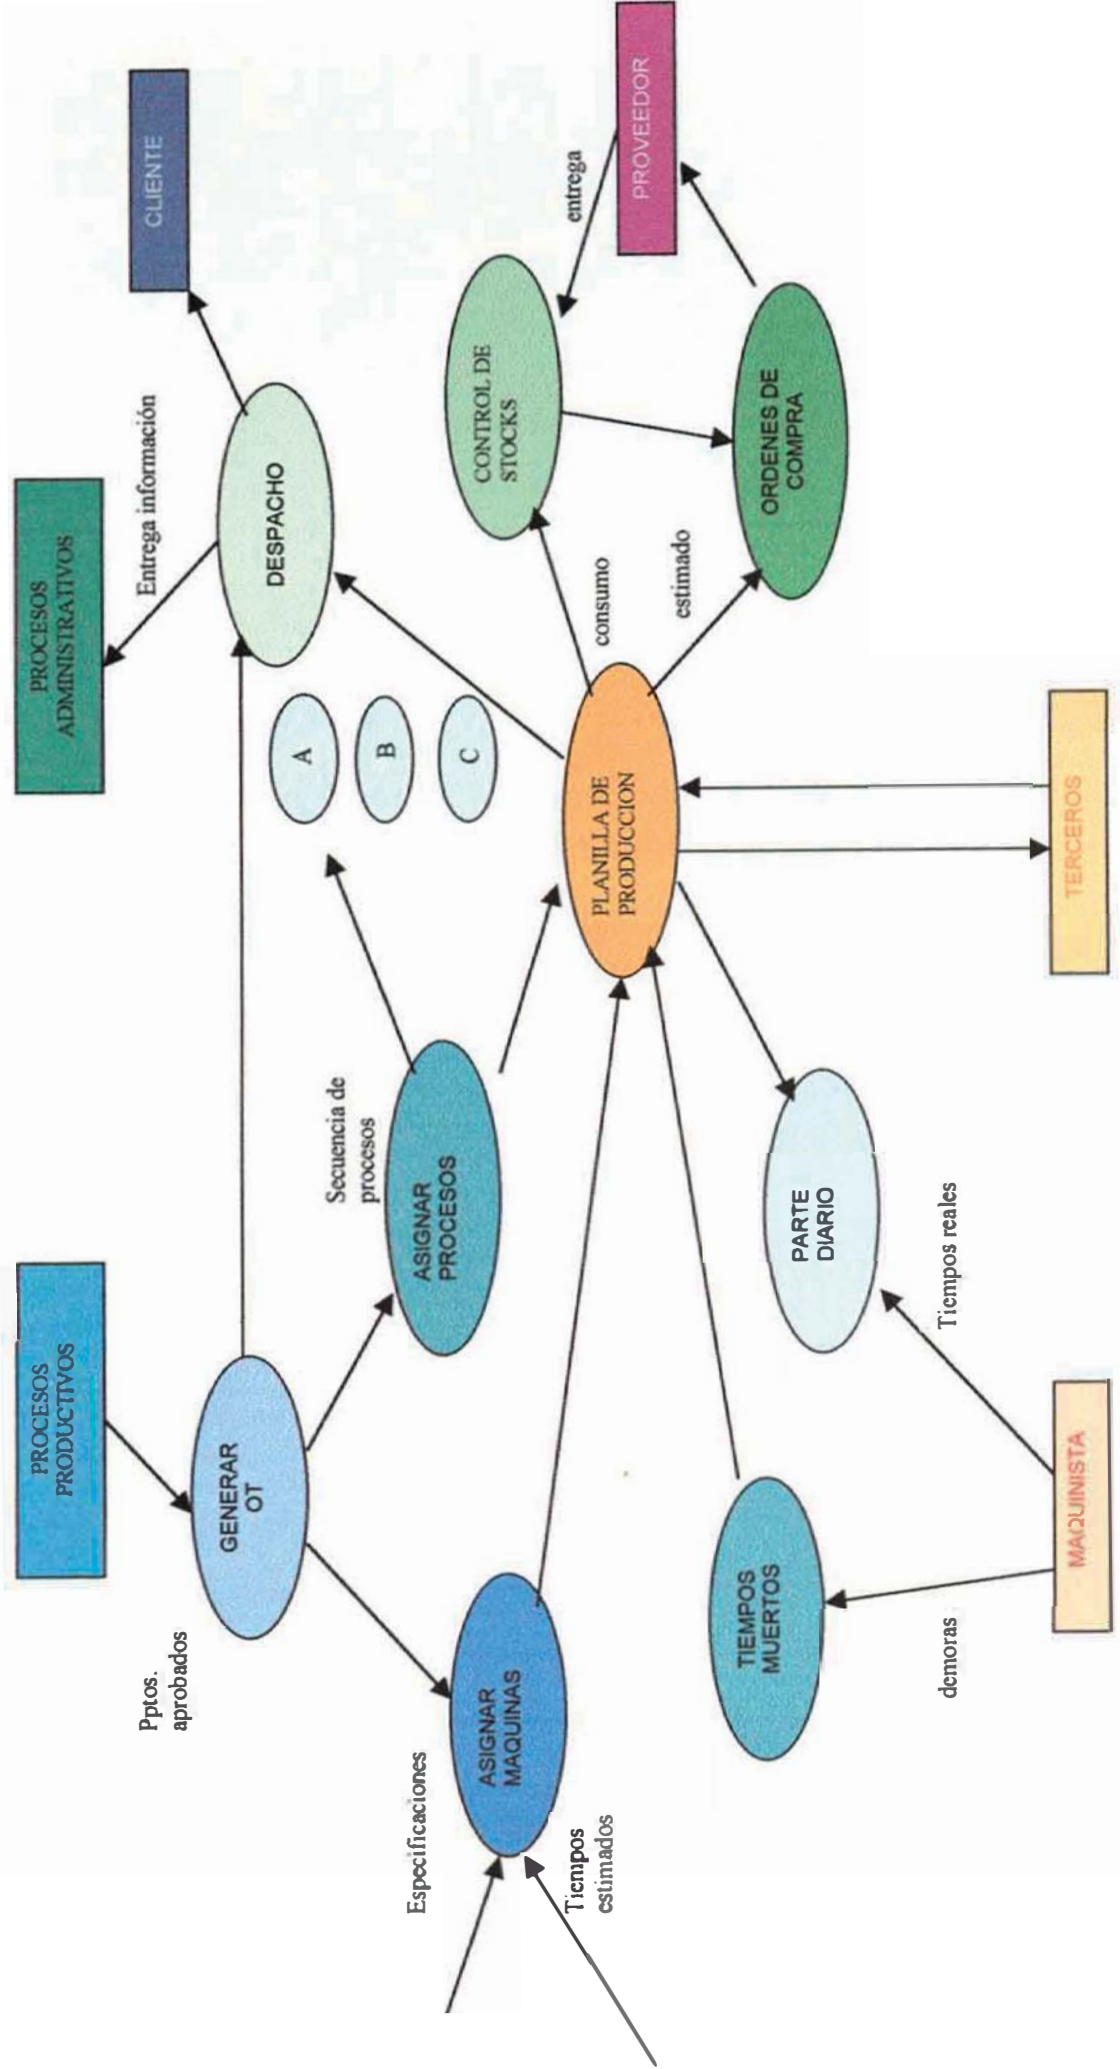 PROCESOS
PRODUCTIVOS
PROCESOS
ADMINISTRATIVOS
Pptos.
aprobados
GENERAR
OT
Entrega información
CLIENTE
DESPACHO
Secuencia de
procesos
A
B
C
ASIGNAR
PROCESOS
Especificaciones
ASIGNAR
MAQUINAS
Tiempos
estimados
CONTROL DE
STOCKS
entrega
PROVEEDOR
consumo
PLANILLA DE
PRODUCCION
estimado
ORDENES DE
COMPRA
TIEMPOS
MUERTOS
PARTE
DIARIO
demoras
Tiempos reales
MAQUINISTA
TERCEROS